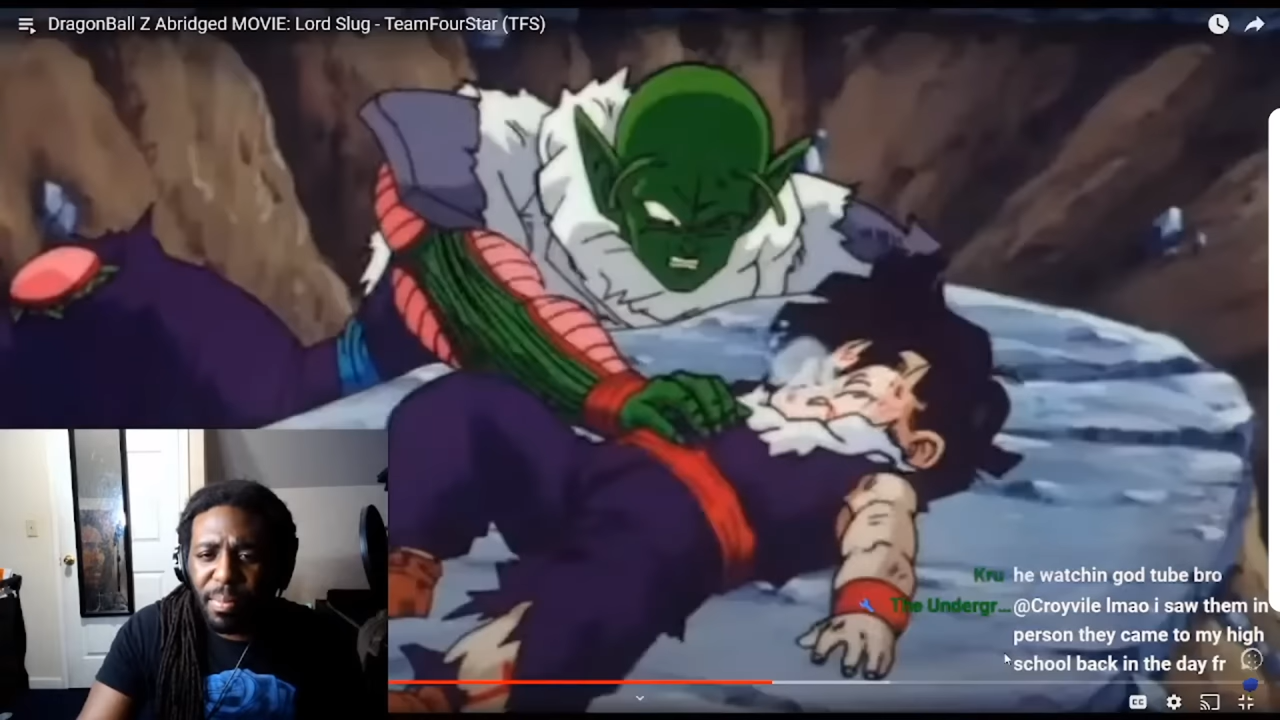 DragonBall Z Abridged MOVIE: Lord Slug - TeamFourStar (TFS)
Kru he watchin god tube bro
The Undergr... @Croyvile lmao i saw them in
person they came to my high
school back in the day fr
CC